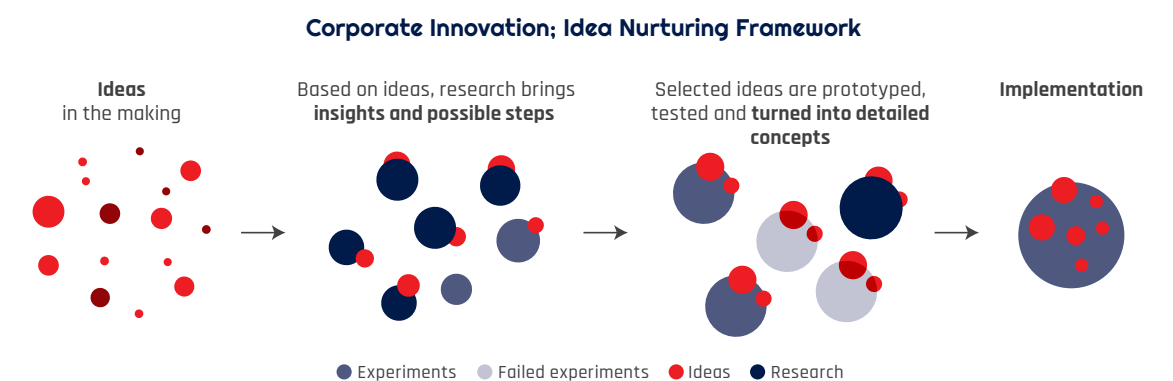 Corporate Innovation; Idea Nurturing Framework
Ideas
in the making
Based on ideas, research brings
insights and possible steps
Selected ideas are prototyped,
tested and turned into detailed
concepts
Implementation
Experiments
Failed experiments
Ideas
Research